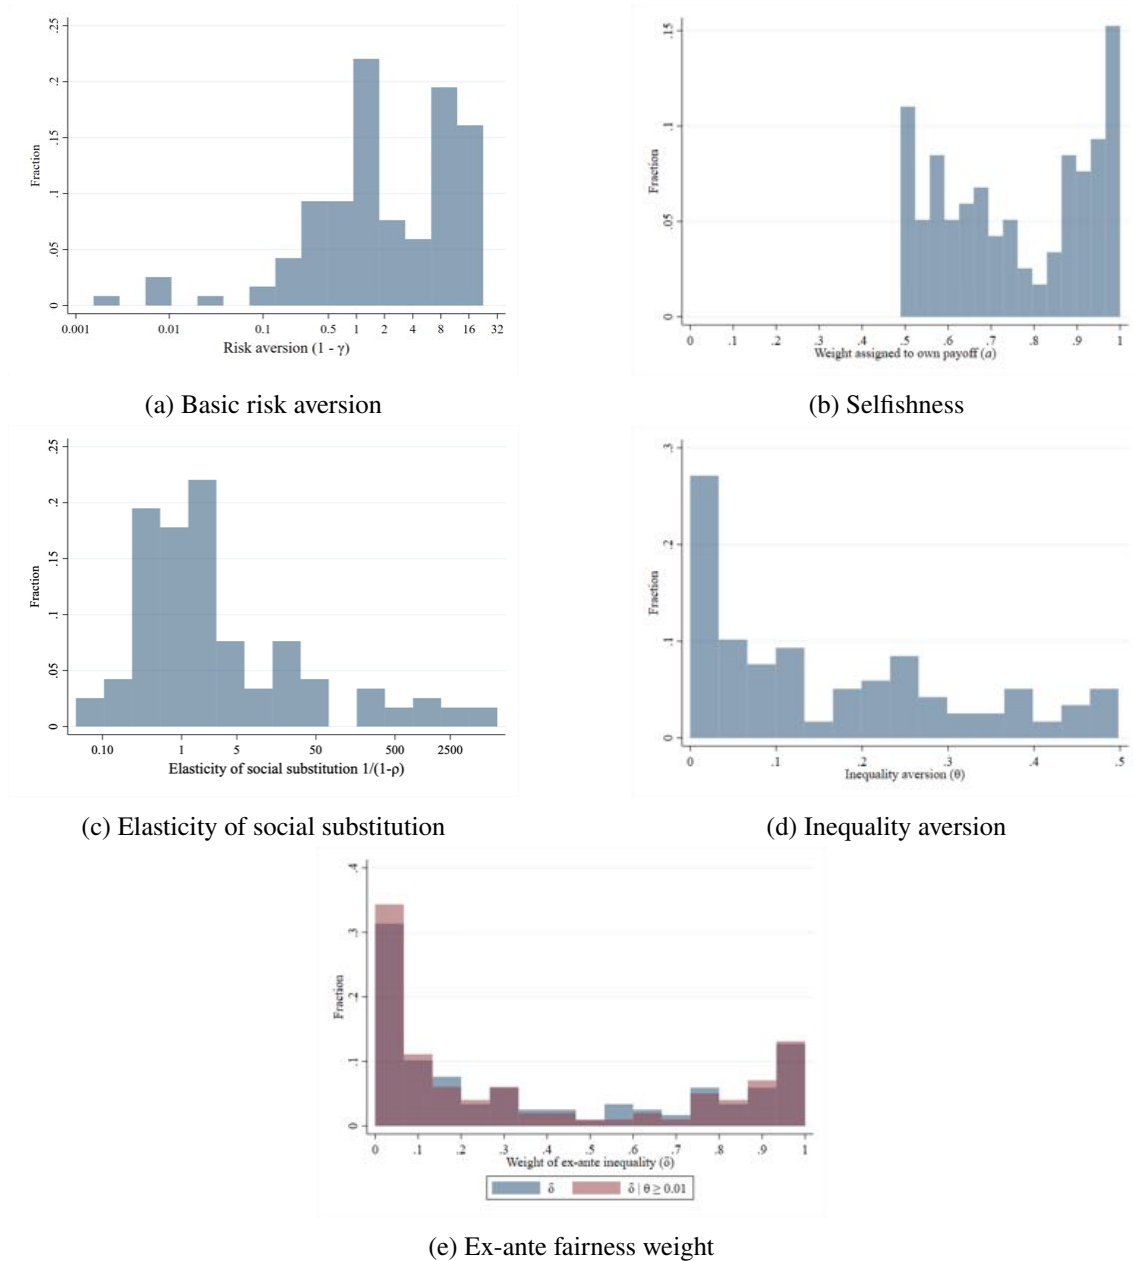 .25
.2
.15
.1
.05
0
Fraction
0.001 0.01 0.1 0.5 1 2 4 8 16 32
Risk aversion (1 - γ)
(a) Basic risk aversion
.15
.1
.05
0
Fraction
0 .1 .2 .3 .4 .5 .6 .7 .8 .9 1
Weight assigned to own payoff (a)
(b) Selfishness
.25
.2
.15
.1
.05
0
Fraction
0.10 1 5 50 500 2500
Elasticity of social substitution 1/(1-ρ)
(c) Elasticity of social substitution
.3
.2
.1
0
Fraction
0 .1 .2 .3 .4 .5
Inequality aversion (θ)
(d) Inequality aversion
.4
.3
.2
.1
0
Fraction
0 .1 .2 .3 .4 .5 .6 .7 .8 .9 1
Weight of ex-ante inequality (δ)
δ δ | θ ≥ 0.01
(e) Ex-ante fairness weight